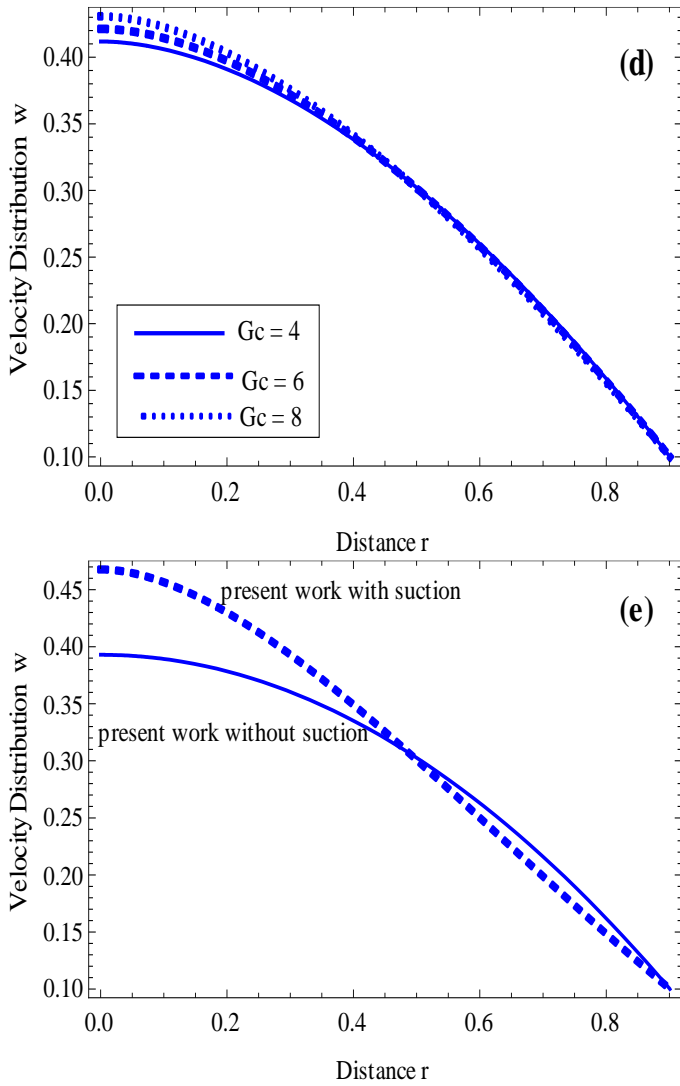 (d)
Velocity Distribution w
0.40
0.35
0.30
0.25
0.20
0.15
0.10
Gc = 4
Gc = 6
Gc = 8
0.0 0.2 0.4 0.6 0.8
Distance r
(e)
Velocity Distribution w
0.45
0.40
0.35
0.30
0.25
0.20
0.15
0.10
present work with suction
present work without suction
0.0 0.2 0.4 0.6 0.8
Distance r